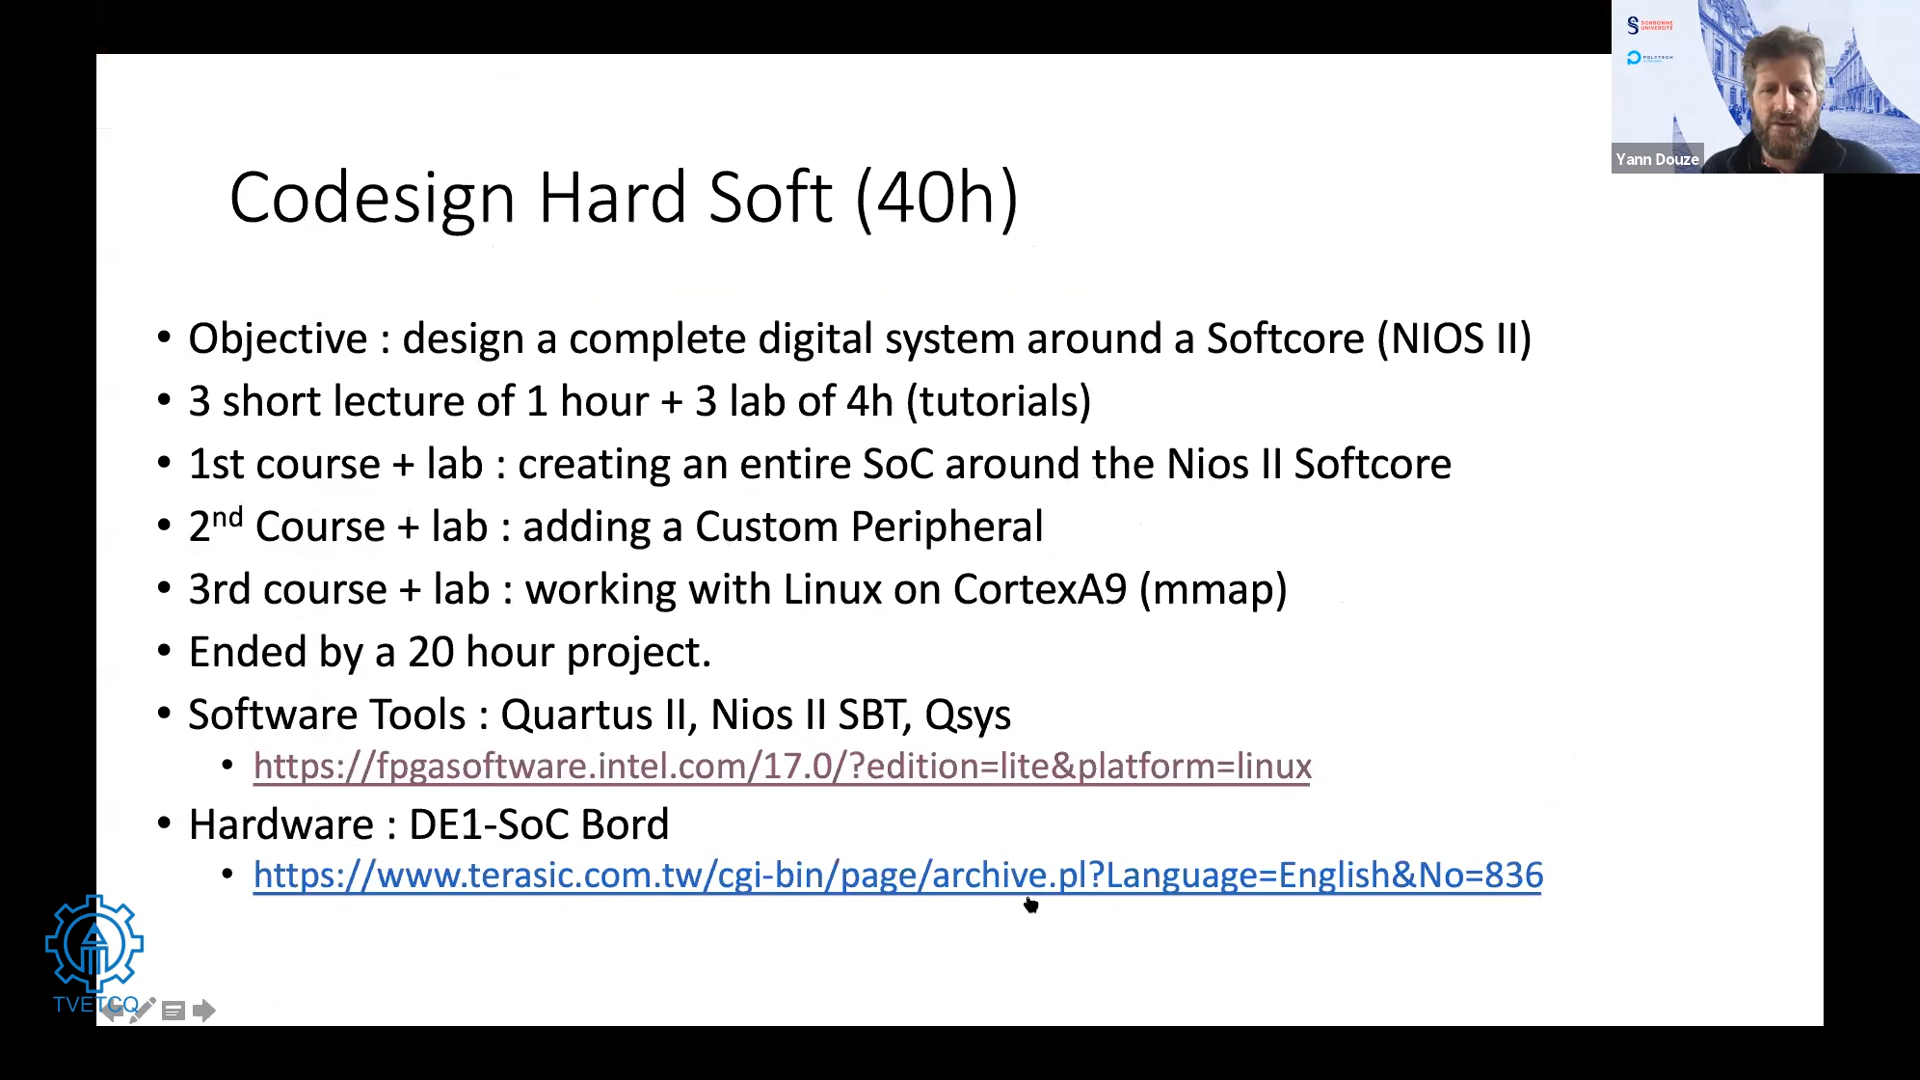 SORBONNE
UNIVERSITÉ
POLYTECH
Yann Douze
Codesign Hard Soft (40h)
• Objective : design a complete digital system around a Softcore (NIOS II)
• 3 short lecture of 1 hour + 3 lab of 4h (tutorials)
• 1st course + lab : creating an entire SoC around the Nios II Softcore
• 2nd Course + lab : adding a Custom Peripheral
• 3rd course + lab : working with Linux on CortexA9 (mmap)
• Ended by a 20 hour project.
• Software Tools : Quartus II, Nios II SBT, Qsys
• https://fpgasoftware.intel.com/17.0/?edition=lite&platform=linux
• Hardware : DE1-SoC Bord
• https://www.terasic.com.tw/cgi-bin/page/archive.pl?Language=English&No=836
TVETCQ